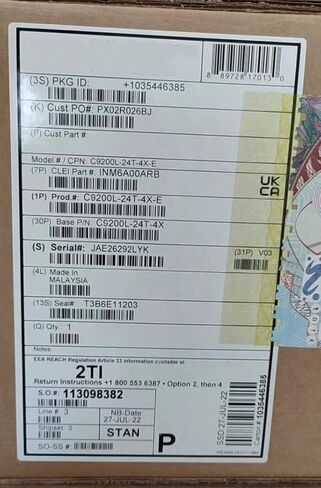 8 89728 17013 0
(3S) PKG ID: +1035446385
(K) Cust PO#: PX02R026BJ
(P) Cust Part #:
Model # / CPN: C9200L-24T-4X-E
(7P) CLEI Part #: INM6A00ARB
UK
CA
(1P) Prod.#: C9200L-24T-4X-E
(30P) Base P/N: C9200L-24T-4X
(S) Serial#: JAE26292LYK
(31P) V03
(4L) Made In
MALAYSIA
(13S) Seal# T3B6E11203
(Q) Qty: 1
Notes:
EEA REACH Regulation Article 33 information available at:
2TI
Return Instructions +1 800 553 6387 • Option 2, then 4
S.O.#: 113098382
Line #: 3
NB-Date:
27-JUL-22
Shipset: 3
STAN
SO-SS #:
P
SSD:27-JUL-22
Carton #:1035446385